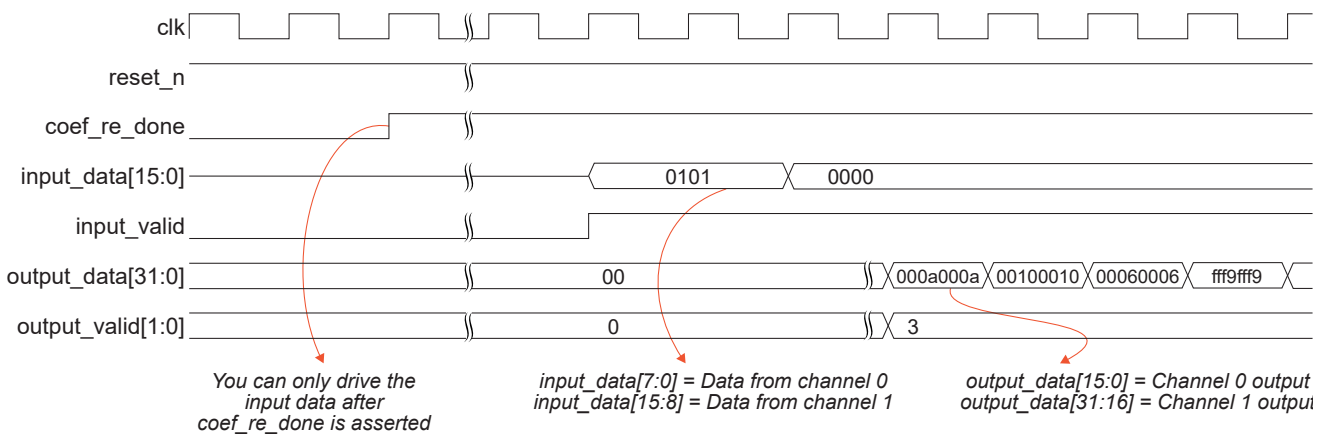 clk
reset_n
coef_re_done
input_data[15:0] 0101 0000
input_valid
output_data[31:0] 00 000a000a 00100010 00060006 fff9fff9
output_valid[1:0] 0 3
You can only drive the
input data after
coef_re_done is asserted
input_data[7:0] = Data from channel 0
input_data[15:8] = Data from channel 1
output_data[15:0] = Channel 0 output
output_data[31:16] = Channel 1 output